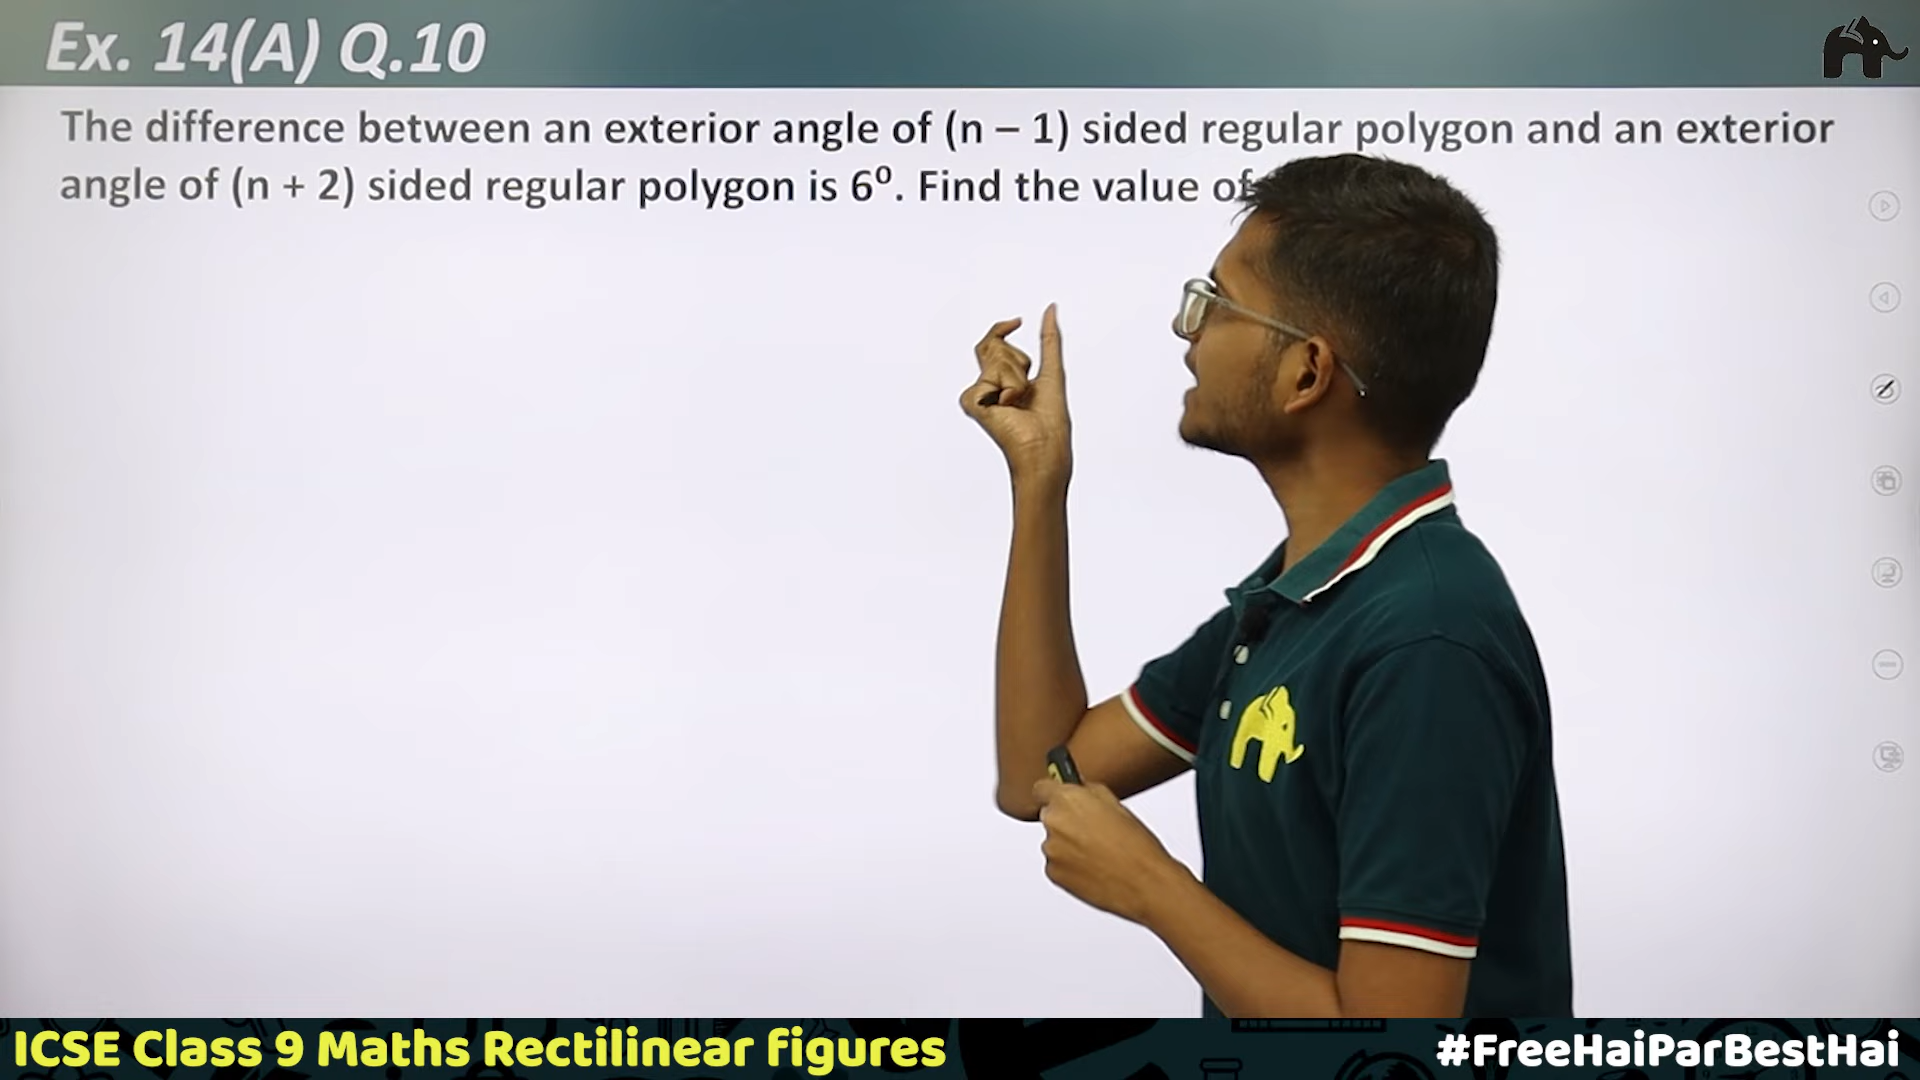 Ex. 14(A) Q.10
The difference between an exterior angle of (n – 1) sided regular polygon and an exterior
angle of (n + 2) sided regular polygon is 6⁰. Find the value of
ICSE Class 9 Maths Rectilinear figures
#FreeHaiParBestHai